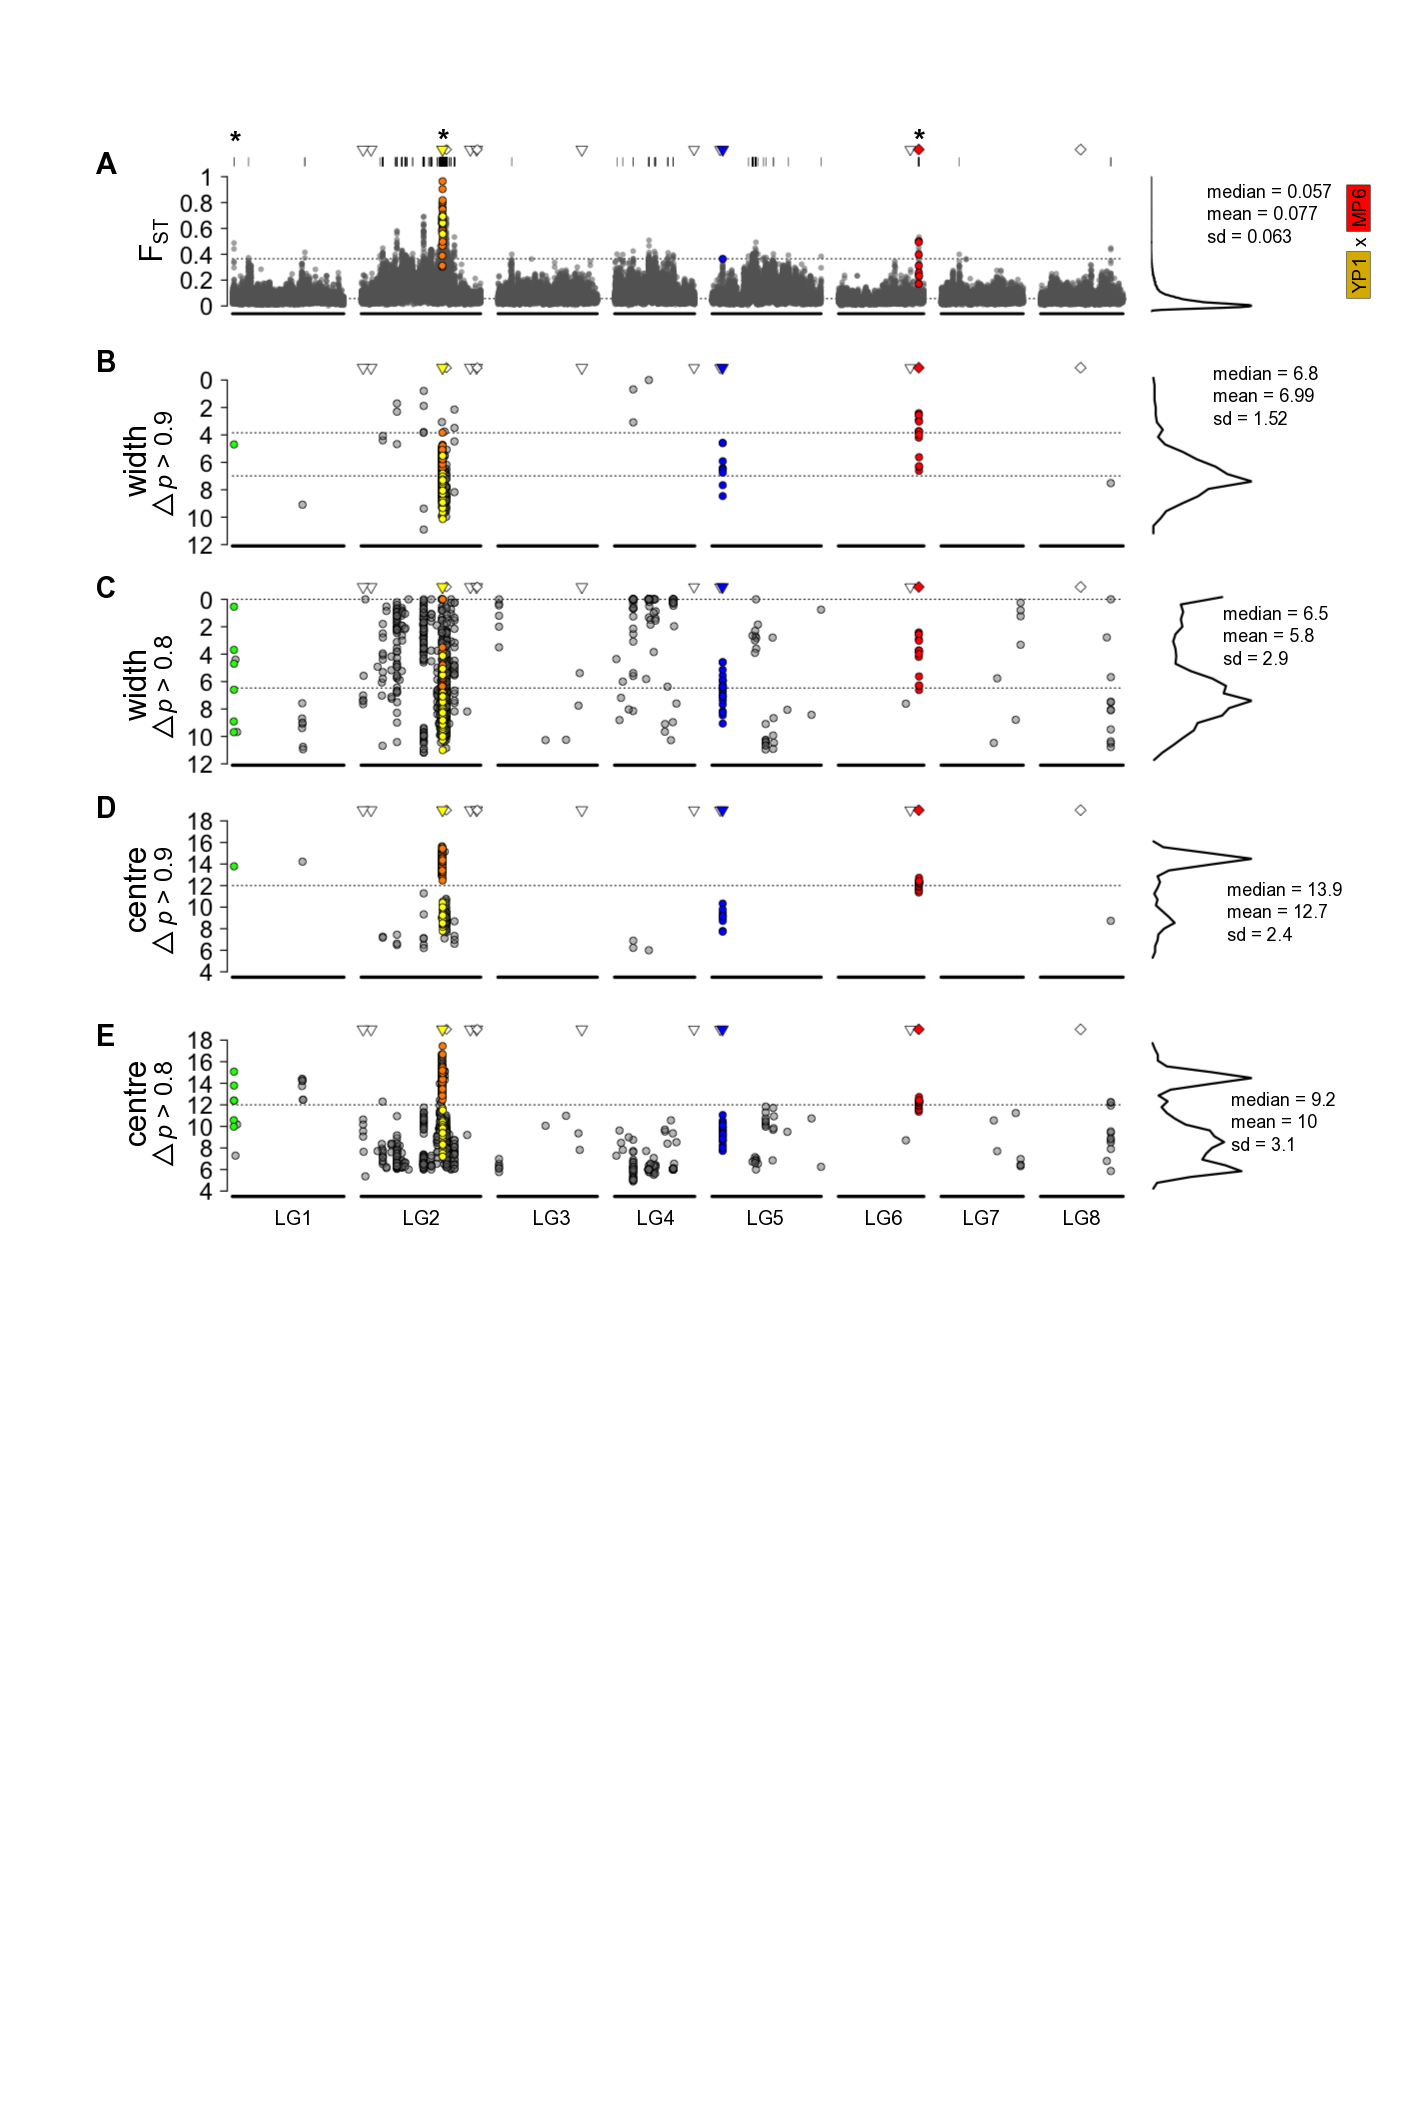 * * *
A
1
0.8
0.6
0.4
0.2
0
FST
median = 0.057
mean = 0.077
sd = 0.063
YP1 x MP6
B
0
2
4
6
8
10
12
width
△p > 0.9
median = 6.8
mean = 6.99
sd = 1.52
C
0
2
4
6
8
10
12
width
△p > 0.8
median = 6.5
mean = 5.8
sd = 2.9
D
18
16
14
12
10
8
6
4
centre
△p > 0.9
median = 13.9
mean = 12.7
sd = 2.4
E
18
16
14
12
10
8
6
4
centre
△p > 0.8
median = 9.2
mean = 10
sd = 3.1
LG1 LG2 LG3 LG4 LG5 LG6 LG7 LG8